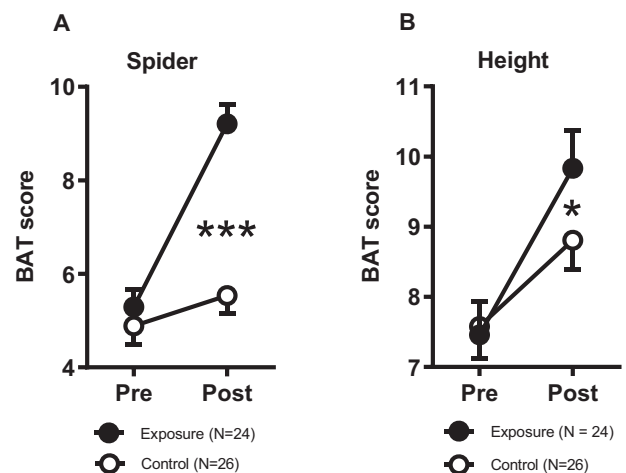 A
Spider
BAT score
10
8
6
4
***
Pre
Post
Exposure (N=24)
Control (N=26)
B
Height
BAT score
11
10
9
8
7
*
Pre
Post
Exposure (N = 24)
Control (N=26)